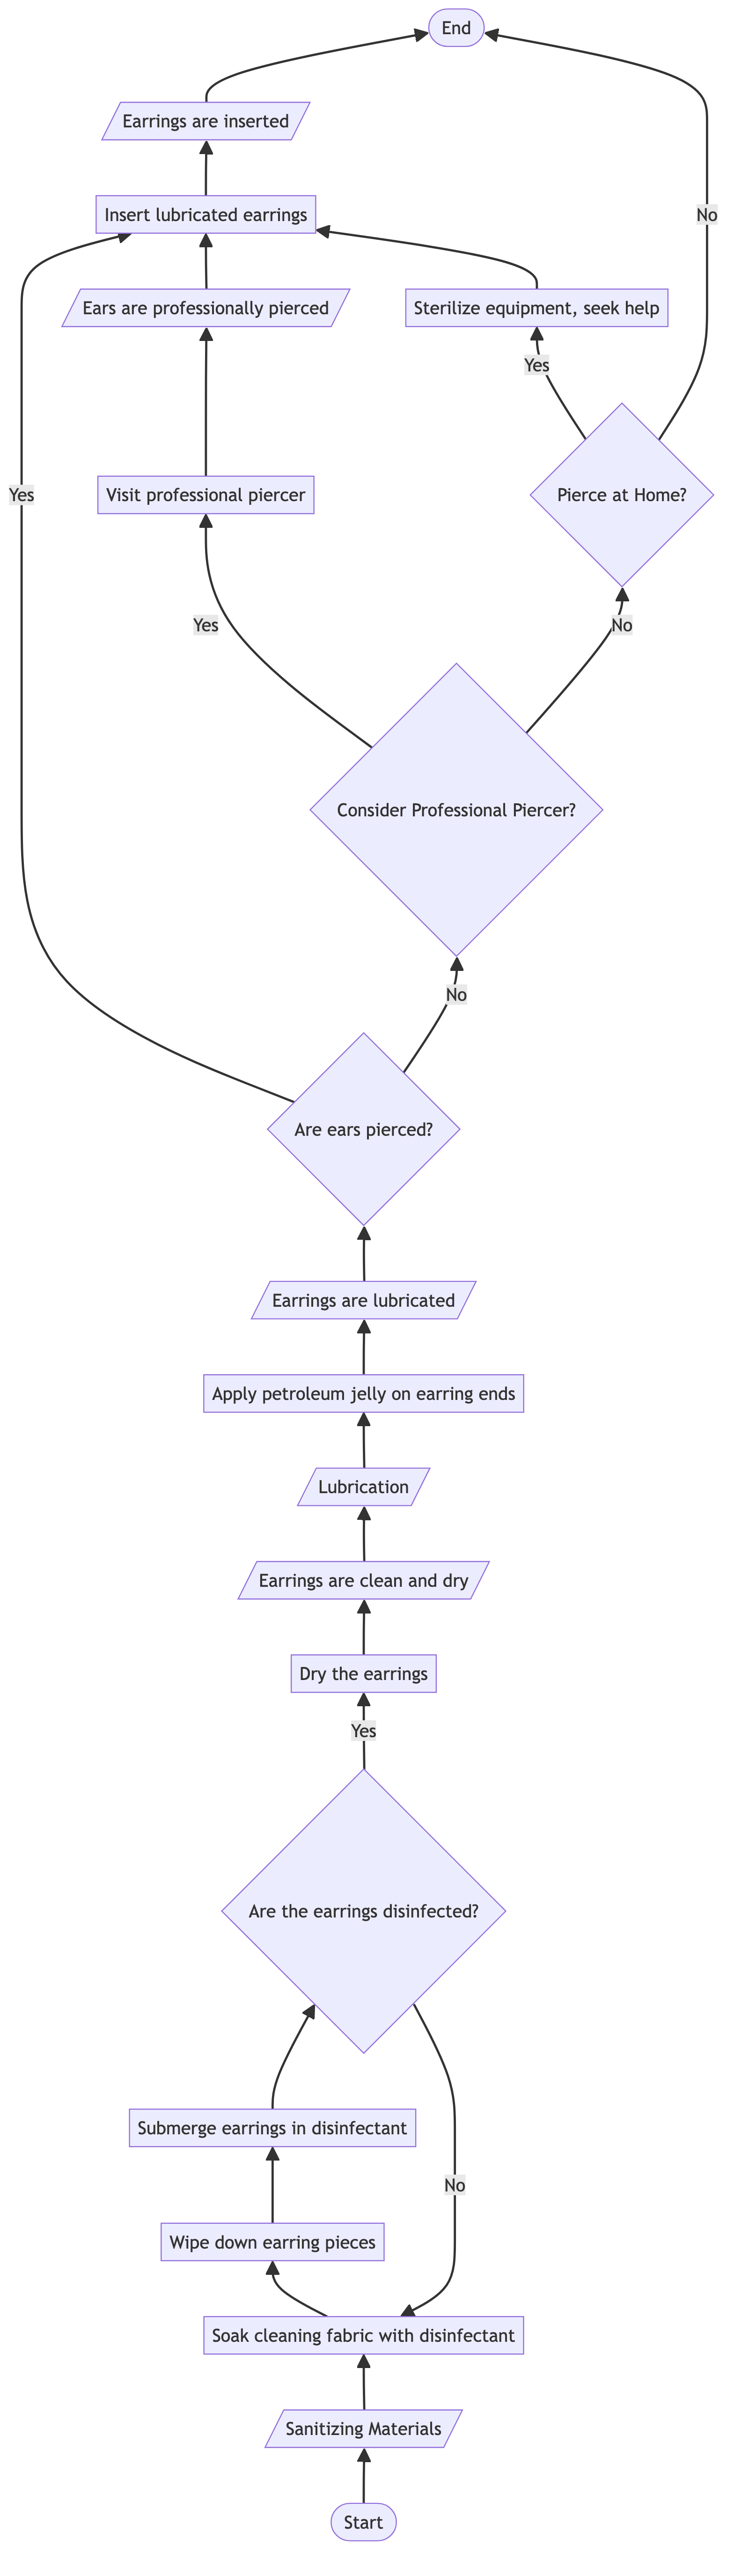 End
Earrings are inserted
Insert lubricated earrings
No
Ears are professionally pierced
Sterilize equipment, seek help
Yes
Yes
Visit professional piercer
Pierce at Home?
Yes
No
Consider Professional Piercer?
No
Are ears pierced?
Earrings are lubricated
Apply petroleum jelly on earring ends
Lubrication
Earrings are clean and dry
Dry the earrings
Yes
Are the earrings disinfected?
Submerge earrings in disinfectant
No
Wipe down earring pieces
Soak cleaning fabric with disinfectant
Sanitizing Materials
Start